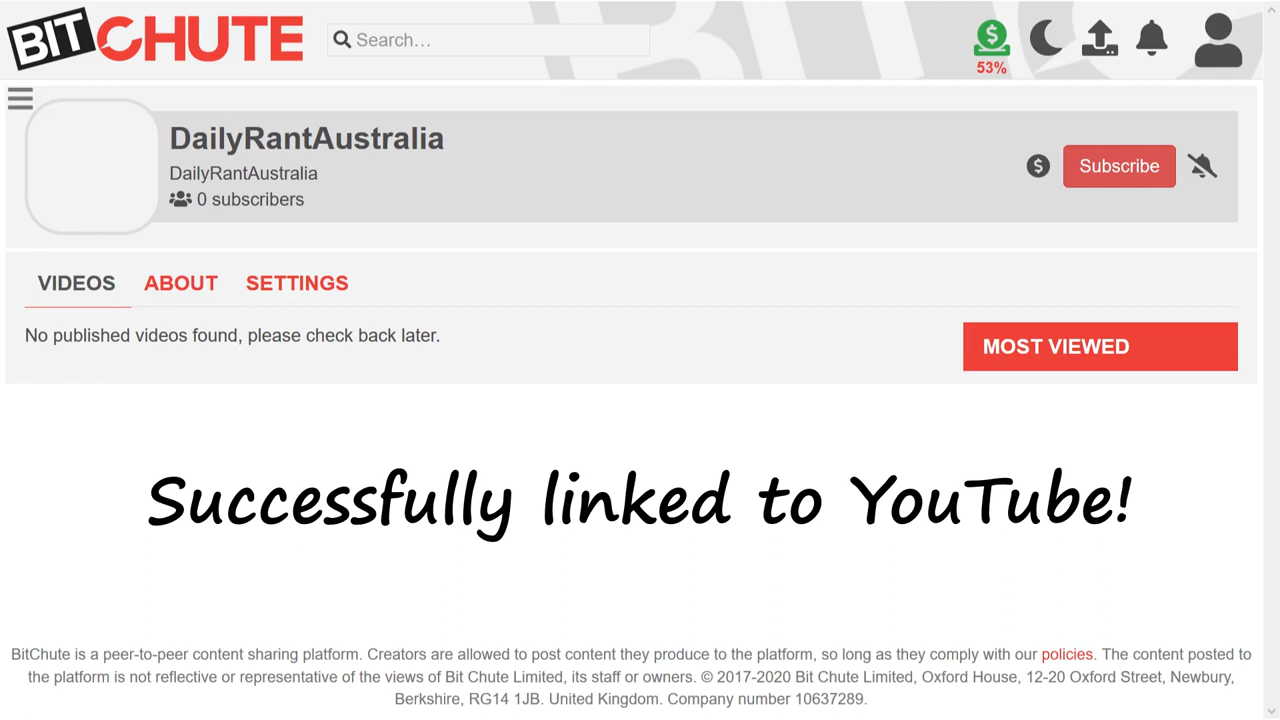 BITCHUTE
Search…
53%
DailyRantAustralia
DailyRantAustralia
0 subscribers
Subscribe
VIDEOS ABOUT SETTINGS
No published videos found, please check back later.
MOST VIEWED
Successfully linked to YouTube!
BitChute is a peer-to-peer content sharing platform. Creators are allowed to post content they produce to the platform, so long as they comply with our policies. The content posted to
the platform is not reflective or representative of the views of Bit Chute Limited, its staff or owners. © 2017-2020 Bit Chute Limited, Oxford House, 12-20 Oxford Street, Newbury,
Berkshire, RG14 1JB. United Kingdom. Company number 10637289.